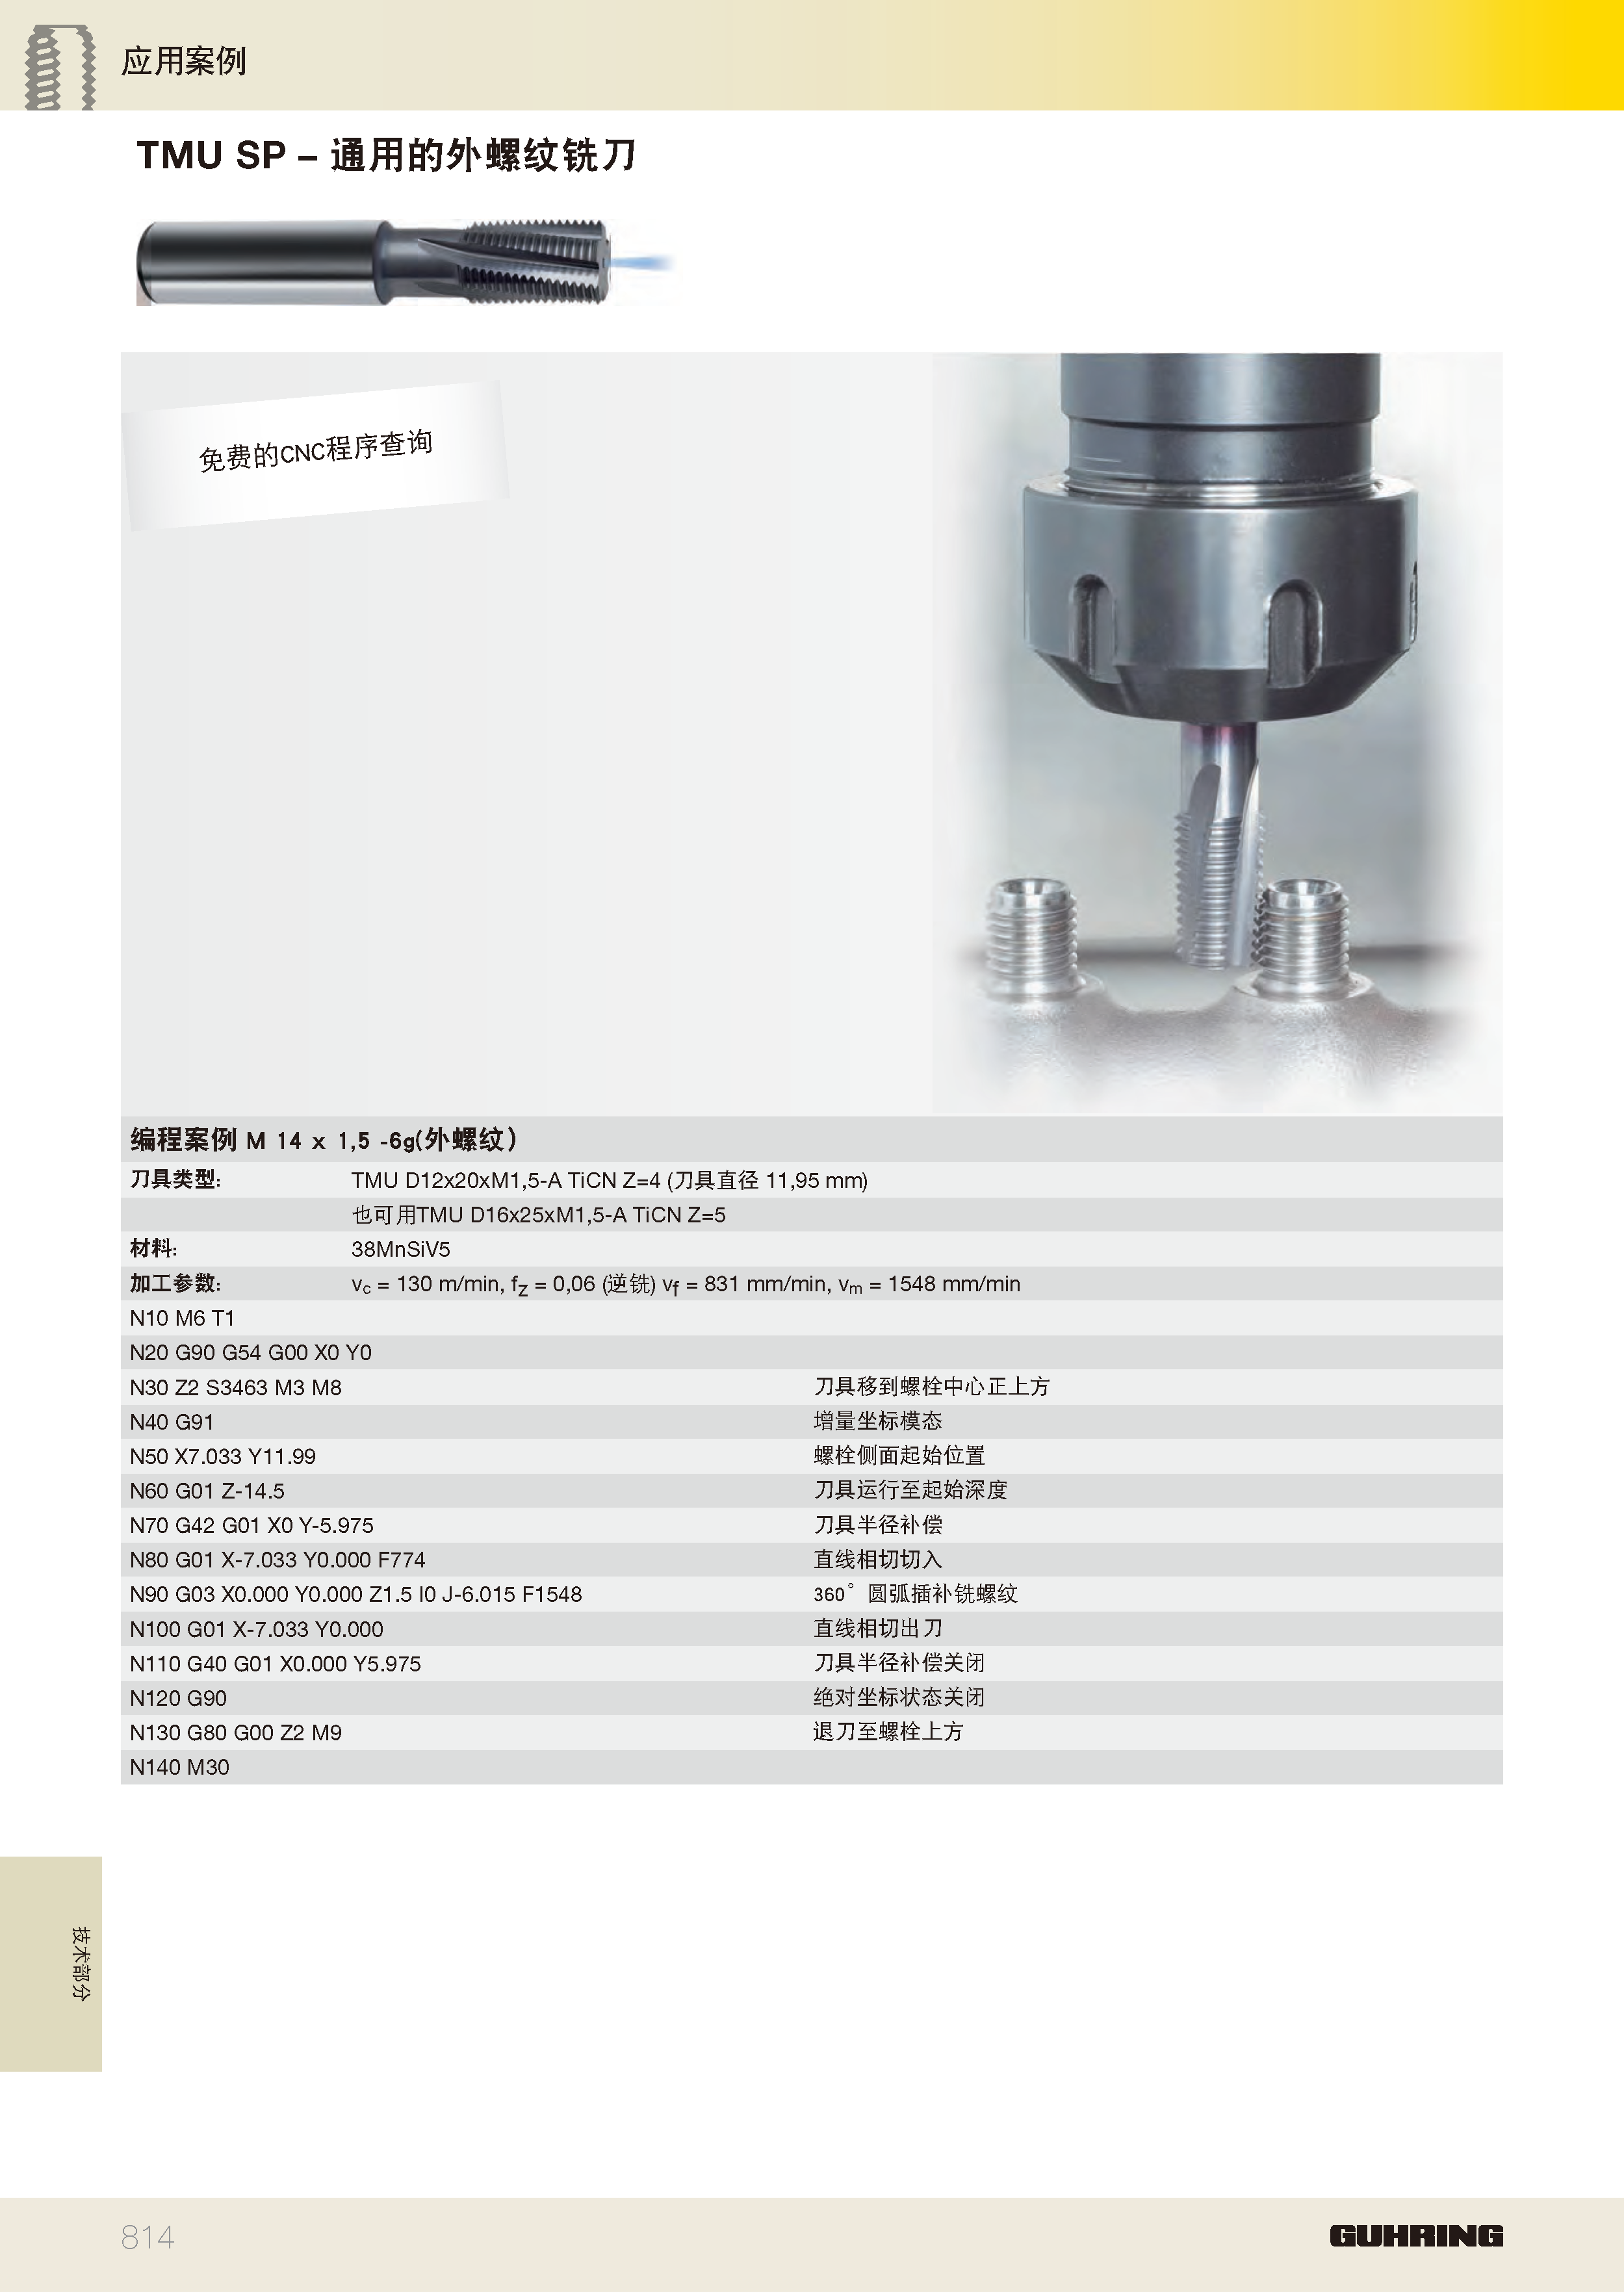 应用案例
TMU SP – 通用的外螺纹铣刀
免费的CNC程序查询
编程案例 M 14 x 1,5 -6g(外螺纹)
刀具类型: TMU D12x20xM1,5-A TiCN Z=4 (刀具直径 11,95 mm)
也可用TMU D16x25xM1,5-A TiCN Z=5
材料: 38MnSiV5
加工参数: vc = 130 m/min, fz = 0,06 (逆铣) vf = 831 mm/min, vm = 1548 mm/min
N10 M6 T1
N20 G90 G54 G00 X0 Y0
N30 Z2 S3463 M3 M8 刀具移到螺栓中心正上方
N40 G91 增量坐标模态
N50 X7.033 Y11.99 螺栓侧面起始位置
N60 G01 Z-14.5 刀具运行至起始深度
N70 G42 G01 X0 Y-5.975 刀具半径补偿
N80 G01 X-7.033 Y0.000 F774 直线相切切入
N90 G03 X0.000 Y0.000 Z1.5 I0 J-6.015 F1548 360° 圆弧插补铣螺纹
N100 G01 X-7.033 Y0.000 直线相切出刀
N110 G40 G01 X0.000 Y5.975 刀具半径补偿关闭
N120 G90 绝对坐标状态关闭
N130 G80 G00 Z2 M9 退刀至螺栓上方
N140 M30
技术部分
814
GUHRING